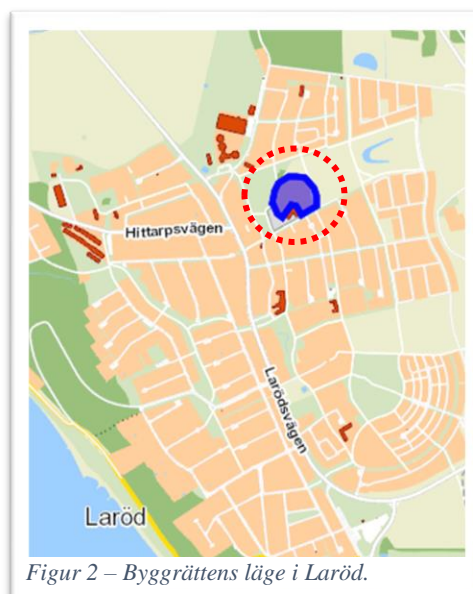 Hittarpsvägen
Larödsvägen
Laröd
Figur 2 – Byggrättens läge i Laröd.